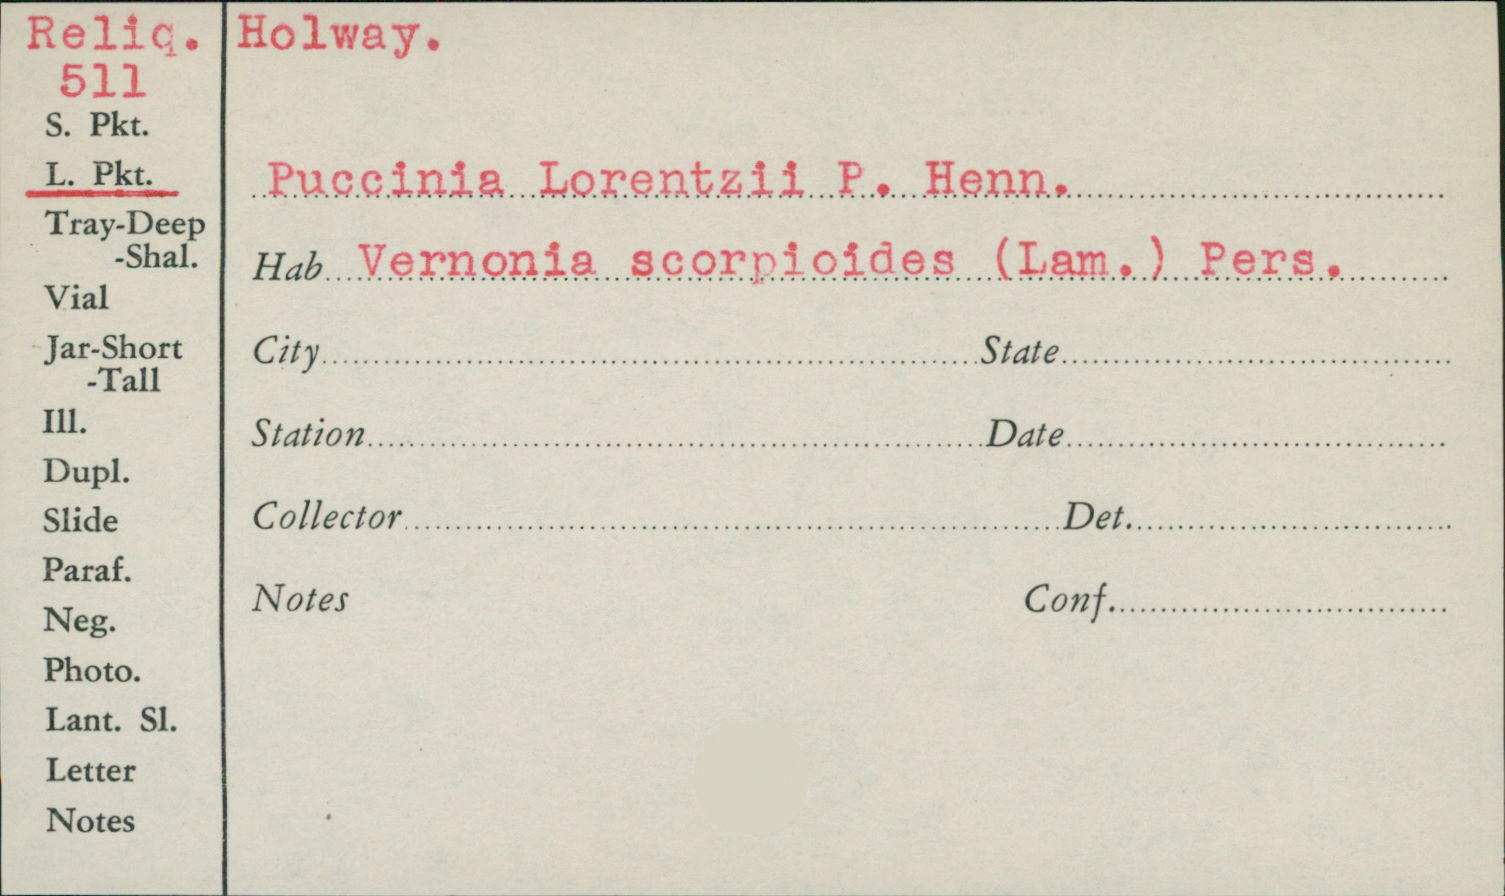 Reliq. Holway.
511
S. Pkt.
L. Pkt.
Puccinia Lorentzii P. Henn.
Tray-Deep
-Shal.
Hab Vernonia scorpioides (Lam.) Pers.
Vial
Jar-Short
-Tall
City State
Ill.
Station Date
Dupl.
Slide
Collector Det.
Paraf.
Neg.
Notes Conf.
Photo.
Lant. Sl.
Letter
Notes